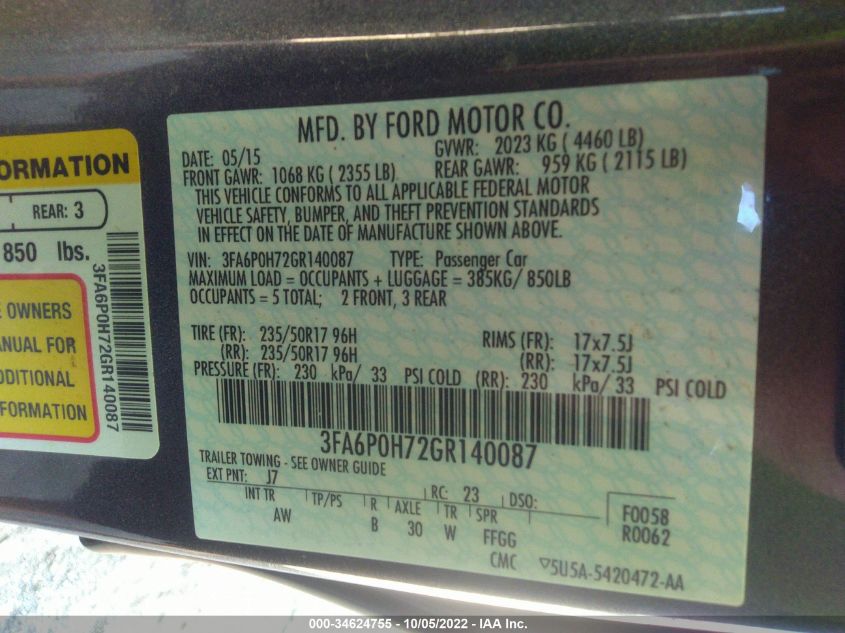 ORMATION
REAR: 3
850 lbs.
E OWNERS
ANUAL FOR
DDITIONAL
FORMATION
3FA6P0H72GR140087
MFD. BY FORD MOTOR CO.
DATE: 05/15 GVWR: 2023 KG ( 4460 LB)
FRONT GAWR: 1068 KG ( 2355 LB) REAR GAWR: 959 KG ( 2115 LB)
THIS VEHICLE CONFORMS TO ALL APPLICABLE FEDERAL MOTOR
VEHICLE SAFETY, BUMPER, AND THEFT PREVENTION STANDARDS
IN EFFECT ON THE DATE OF MANUFACTURE SHOWN ABOVE.
VIN: 3FA6P0H72GR140087 TYPE: Passenger Car
MAXIMUM LOAD = OCCUPANTS + LUGGAGE = 385KG/ 850LB
OCCUPANTS = 5 TOTAL; 2 FRONT, 3 REAR
TIRE (FR): 235/50R17 96H RIMS (FR): 17x7.5J
(RR): 235/50R17 96H (RR): 17x7.5J
PRESSURE (FR): 230 kPa/ 33 PSI COLD (RR): 230 kPa/ 33 PSI COLD
3FA6P0H72GR140087
TRAILER TOWING - SEE OWNER GUIDE
EXT PNT: J7 RC: 23 DSO:
INT TR TP/PS R AXLE TR SPR F0058
AW B 30 W FFGG R0062
CMC ▽5U5A-5420472-AA
000-34624755 - 10/05/2022 - IAA Inc.